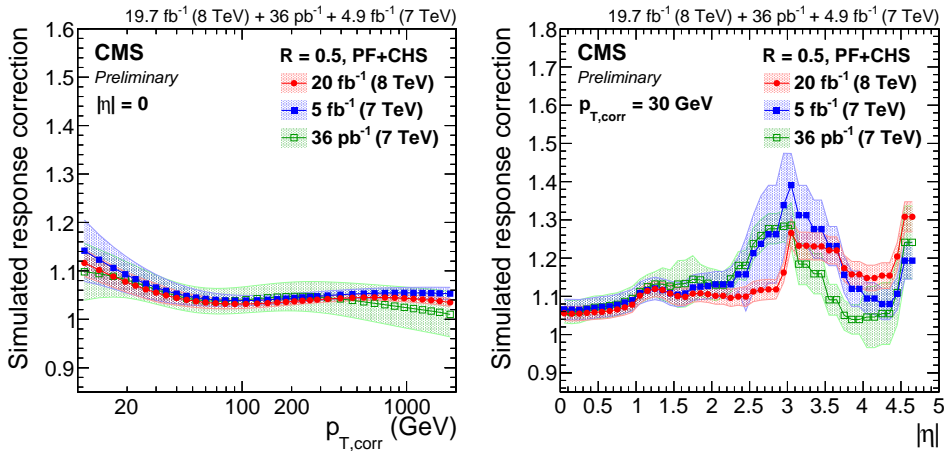 19.7 fb⁻¹ (8 TeV) + 36 pb⁻¹ + 4.9 fb⁻¹ (7 TeV)
CMS
Preliminary
|η| = 0
R = 0.5, PF+CHS
20 fb⁻¹ (8 TeV)
5 fb⁻¹ (7 TeV)
36 pb⁻¹ (7 TeV)
Simulated response correction
1.6
1.5
1.4
1.3
1.2
1.1
1
0.9
20 100 200 1000
p_T,corr (GeV)
19.7 fb⁻¹ (8 TeV) + 36 pb⁻¹ + 4.9 fb⁻¹ (7 TeV)
CMS
Preliminary
p_T,corr = 30 GeV
R = 0.5, PF+CHS
20 fb⁻¹ (8 TeV)
5 fb⁻¹ (7 TeV)
36 pb⁻¹ (7 TeV)
Simulated response correction
1.8
1.7
1.6
1.5
1.4
1.3
1.2
1.1
1
0.9
0 0.5 1 1.5 2 2.5 3 3.5 4 4.5 5
|η|